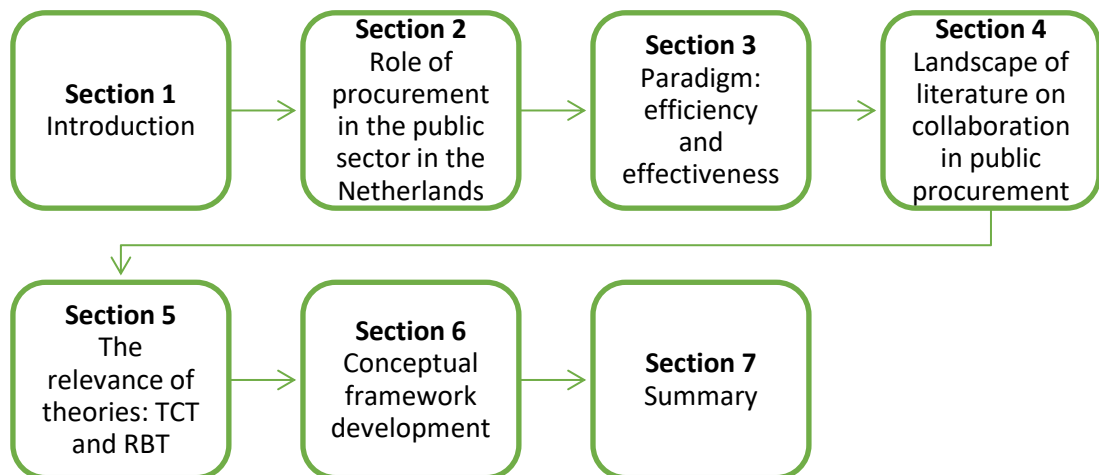 Section 1
Introduction
Section 2
Role of
procurement
in the public
sector in the
Netherlands
Section 3
Paradigm:
efficiency
and
effectiveness
Section 4
Landscape of
literature on
collaboration
in public
procurement
Section 5
The
relevance of
theories: TCT
and RBT
Section 6
Conceptual
framework
development
Section 7
Summary